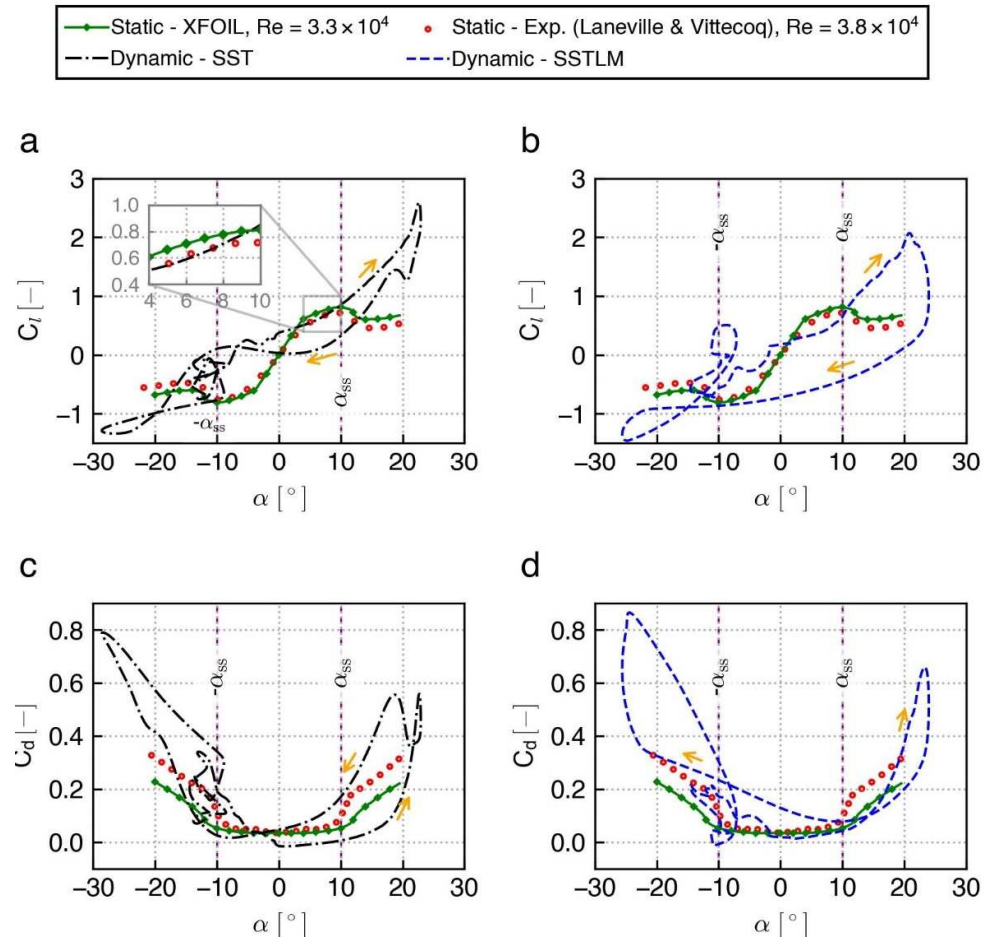 Static - XFOIL, Re = 3.3 × 10⁴ Static - Exp. (Laneville & Vittecoq), Re = 3.8 × 10⁴
Dynamic - SST Dynamic - SSTLM
a
3
2
1
0
−1
C_l [−]
1.0
0.8
0.6
0.4
4 6 8 10
α_ss
-α_ss
−30 −20 −10 0 10 20 30
α [°]
b
3
2
1
0
−1
C_l [−]
-α_ss
α_ss
−30 −20 −10 0 10 20 30
α [°]
c
0.8
0.6
0.4
0.2
0.0
C_d [−]
-α_ss
α_ss
−30 −20 −10 0 10 20 30
α [°]
d
0.8
0.6
0.4
0.2
0.0
C_d [−]
-α_ss
α_ss
−30 −20 −10 0 10 20 30
α [°]